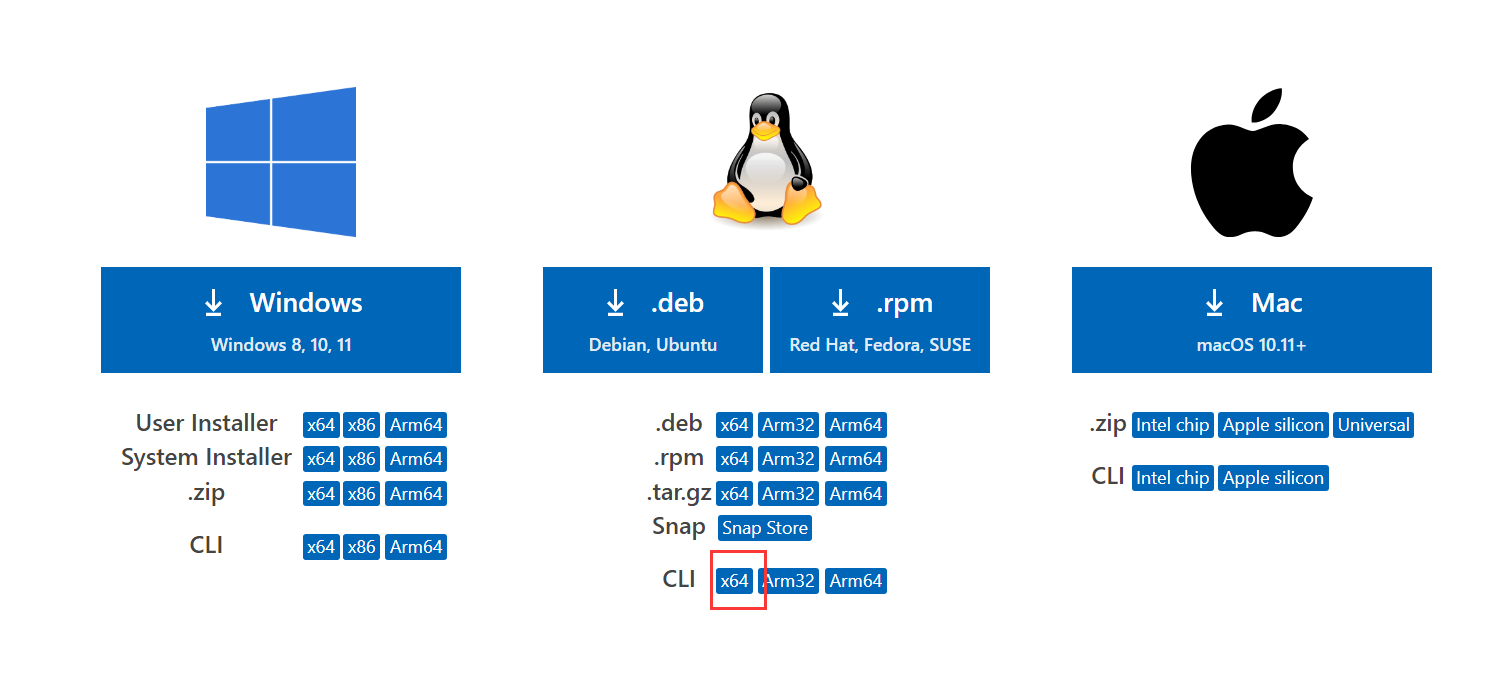 Windows
Windows 8, 10, 11
User Installer x64 x86 Arm64
System Installer x64 x86 Arm64
.zip x64 x86 Arm64
CLI x64 x86 Arm64
.deb
Debian, Ubuntu
.rpm
Red Hat, Fedora, SUSE
.deb x64 Arm32 Arm64
.rpm x64 Arm32 Arm64
.tar.gz x64 Arm32 Arm64
Snap Snap Store
CLI x64 Arm32 Arm64
Mac
macOS 10.11+
.zip Intel chip Apple silicon Universal
CLI Intel chip Apple silicon